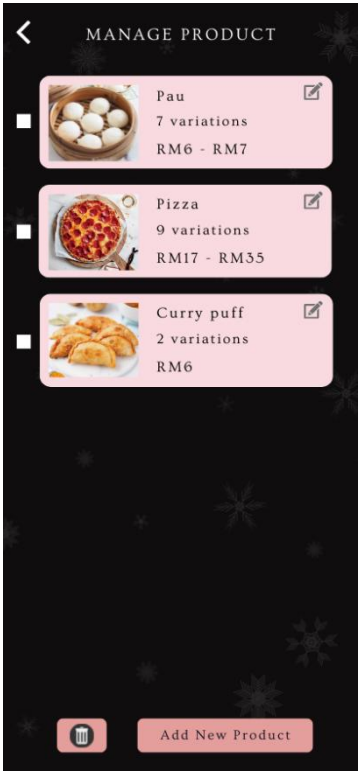 MANAGE PRODUCT
Pau
7 variations
RM6 - RM7
Pizza
9 variations
RM17 - RM35
Curry puff
2 variations
RM6
Add New Product